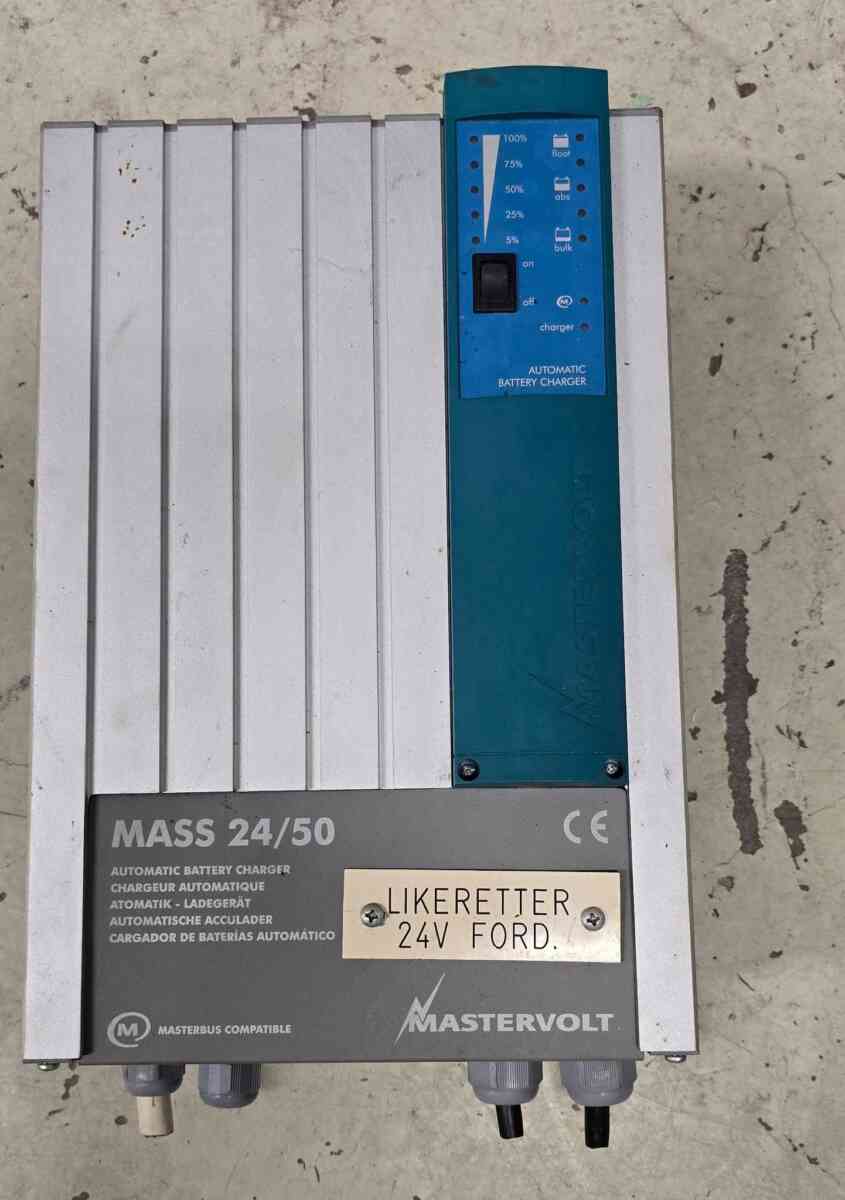 100%
float
75%
50%
abs
25%
5%
bulk
on
off
M
charger
AUTOMATIC
BATTERY CHARGER
MASTERVOLT
MASS 24/50
CE
AUTOMATIC BATTERY CHARGER
CHARGEUR AUTOMATIQUE
ATOMATIK - LADEGERÄT
AUTOMATISCHE ACCULADER
CARGADOR DE BATERÍAS AUTOMÁTICO
LIKERETTER
24V FORD.
M MASTERBUS COMPATIBLE
MASTERVOLT